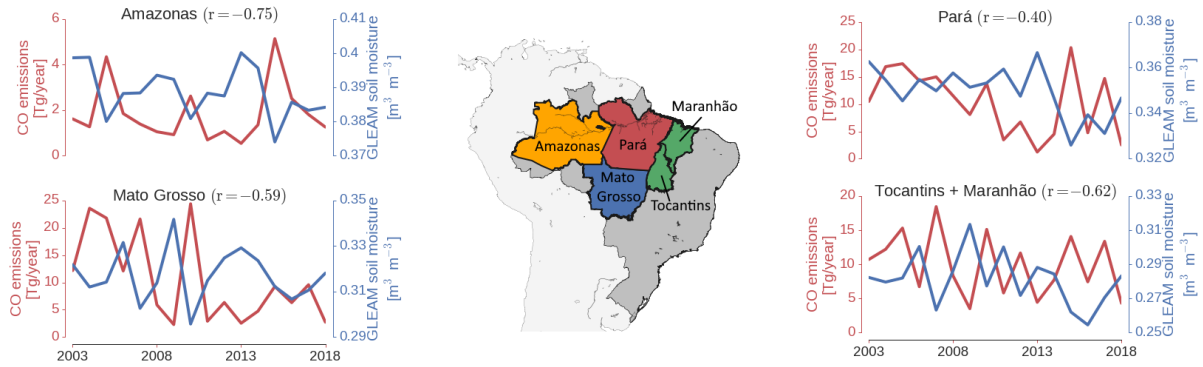 Amazonas (r=−0.75)
CO emissions
[Tg/year]
6
4
2
0
0.41
0.4
0.38
0.37
GLEAM soil moisture
[m³ m⁻³]
Mato Grosso (r=−0.59)
CO emissions
[Tg/year]
25
20
15
10
5
0
0.35
0.33
0.31
0.29
GLEAM soil moisture
[m³ m⁻³]
2003 2008 2013 2018
Maranhão
Amazonas
Pará
Mato
Grosso
Tocantins
Pará (r=−0.40)
CO emissions
[Tg/year]
25
20
15
10
5
0
0.38
0.36
0.34
0.32
GLEAM soil moisture
[m³ m⁻³]
Tocantins + Maranhão (r=−0.62)
CO emissions
[Tg/year]
20
15
10
5
0
0.33
0.31
0.29
0.27
0.25
GLEAM soil moisture
[m³ m⁻³]
2003 2008 2013 2018